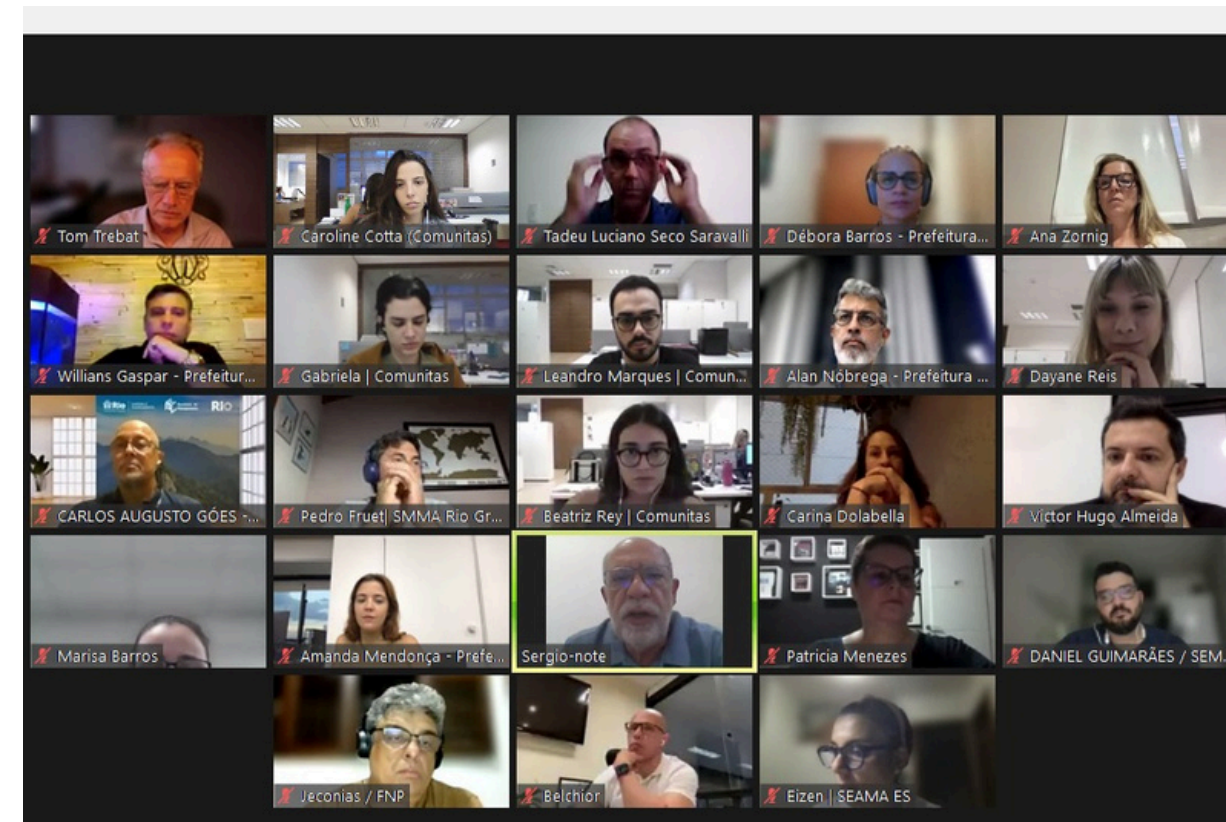 Tom Trebat
Caroline Cotta (Comunitas)
Tadeu Luciano Seco Saravalli
Débora Barros - Prefeitura...
Ana Zornig
Willians Gaspar - Prefeitur...
Gabriela | Comunitas
Leandro Marques | Comun...
Alan Nóbrega - Prefeitura ...
Dayane Reis
Rio
RIO
CARLOS AUGUSTO GÓES -...
Pedro Fruet| SMMA Rio Gr...
Beatriz Rey | Comunitas
Carina Dolabella
Victor Hugo Almeida
Marisa Barros
Amanda Mendonça - Prefe...
Sergio-note
Patricia Menezes
DANIEL GUIMARÃES / SEM.
Jeconias / FNP
Belchior
Eizen | SEAMA ES